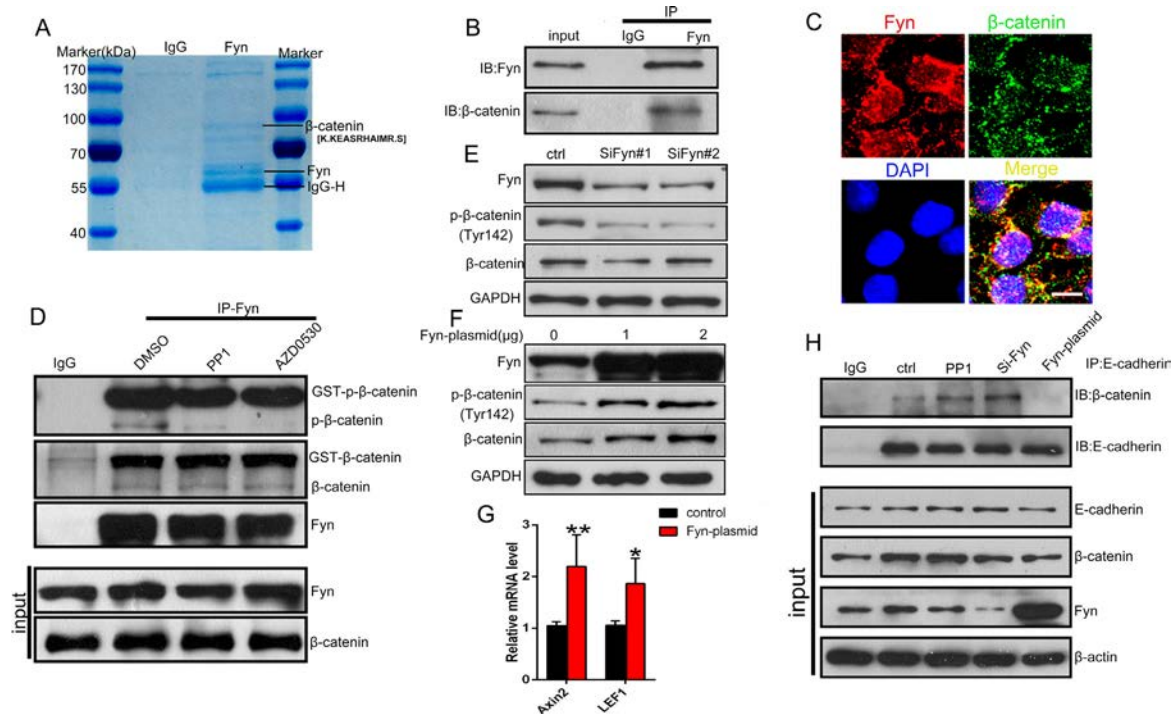 A
Marker(kDa)
IgG
Fyn
Marker
170
130
100
70
55
40
β-catenin
[K.KEASRHAIMR.S]
Fyn
IgG-H
B
IP
input
IgG
Fyn
IB:Fyn
IB:β-catenin
C
Fyn
β-catenin
DAPI
Merge
D
IP-Fyn
IgG
DMSO
PP1
AZD0530
GST-p-β-catenin
p-β-catenin
GST-β-catenin
β-catenin
Fyn
input
Fyn
β-catenin
E
ctrl
SiFyn#1
SiFyn#2
Fyn
p-β-catenin
(Tyr142)
β-catenin
GAPDH
F
Fyn-plasmid(μg)
0
1
2
Fyn
p-β-catenin
(Tyr142)
β-catenin
GAPDH
G
control
Fyn-plasmid
Relative mRNA level
3
2
1
0
**
*
Axin2
LEF1
H
IgG
ctrl
PP1
Si-Fyn
Fyn-plasmid
IP:E-cadherin
IB:β-catenin
IB:E-cadherin
input
E-cadherin
β-catenin
Fyn
β-actin